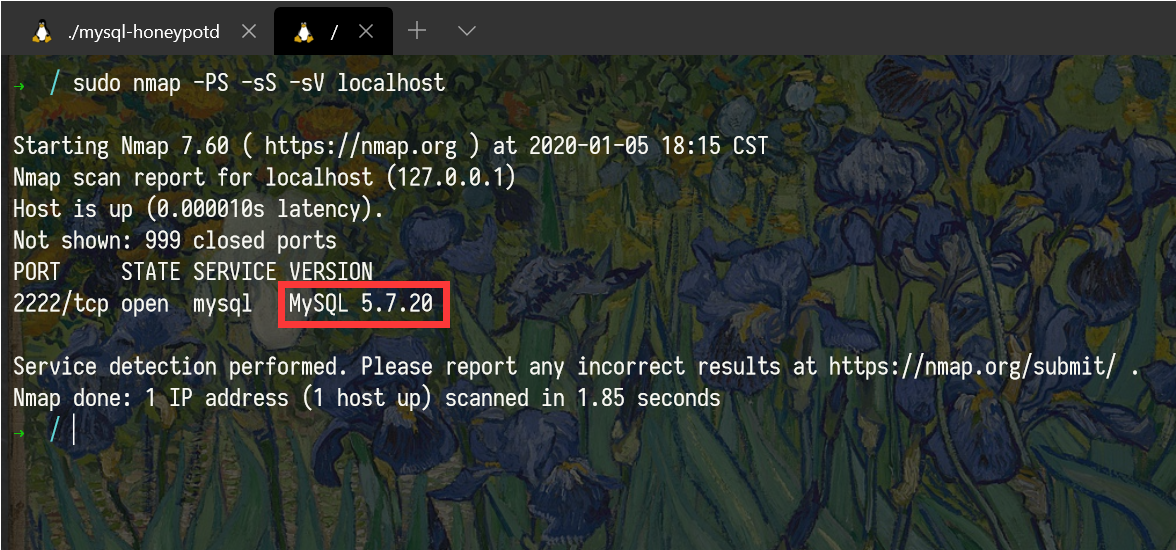 ./mysql-honeypotd
/
/ sudo nmap -PS -sS -sV localhost
Starting Nmap 7.60 ( https://nmap.org ) at 2020-01-05 18:15 CST
Nmap scan report for localhost (127.0.0.1)
Host is up (0.000010s latency).
Not shown: 999 closed ports
PORT     STATE SERVICE VERSION
2222/tcp open  mysql   MySQL 5.7.20
Service detection performed. Please report any incorrect results at https://nmap.org/submit/ .
Nmap done: 1 IP address (1 host up) scanned in 1.85 seconds
/